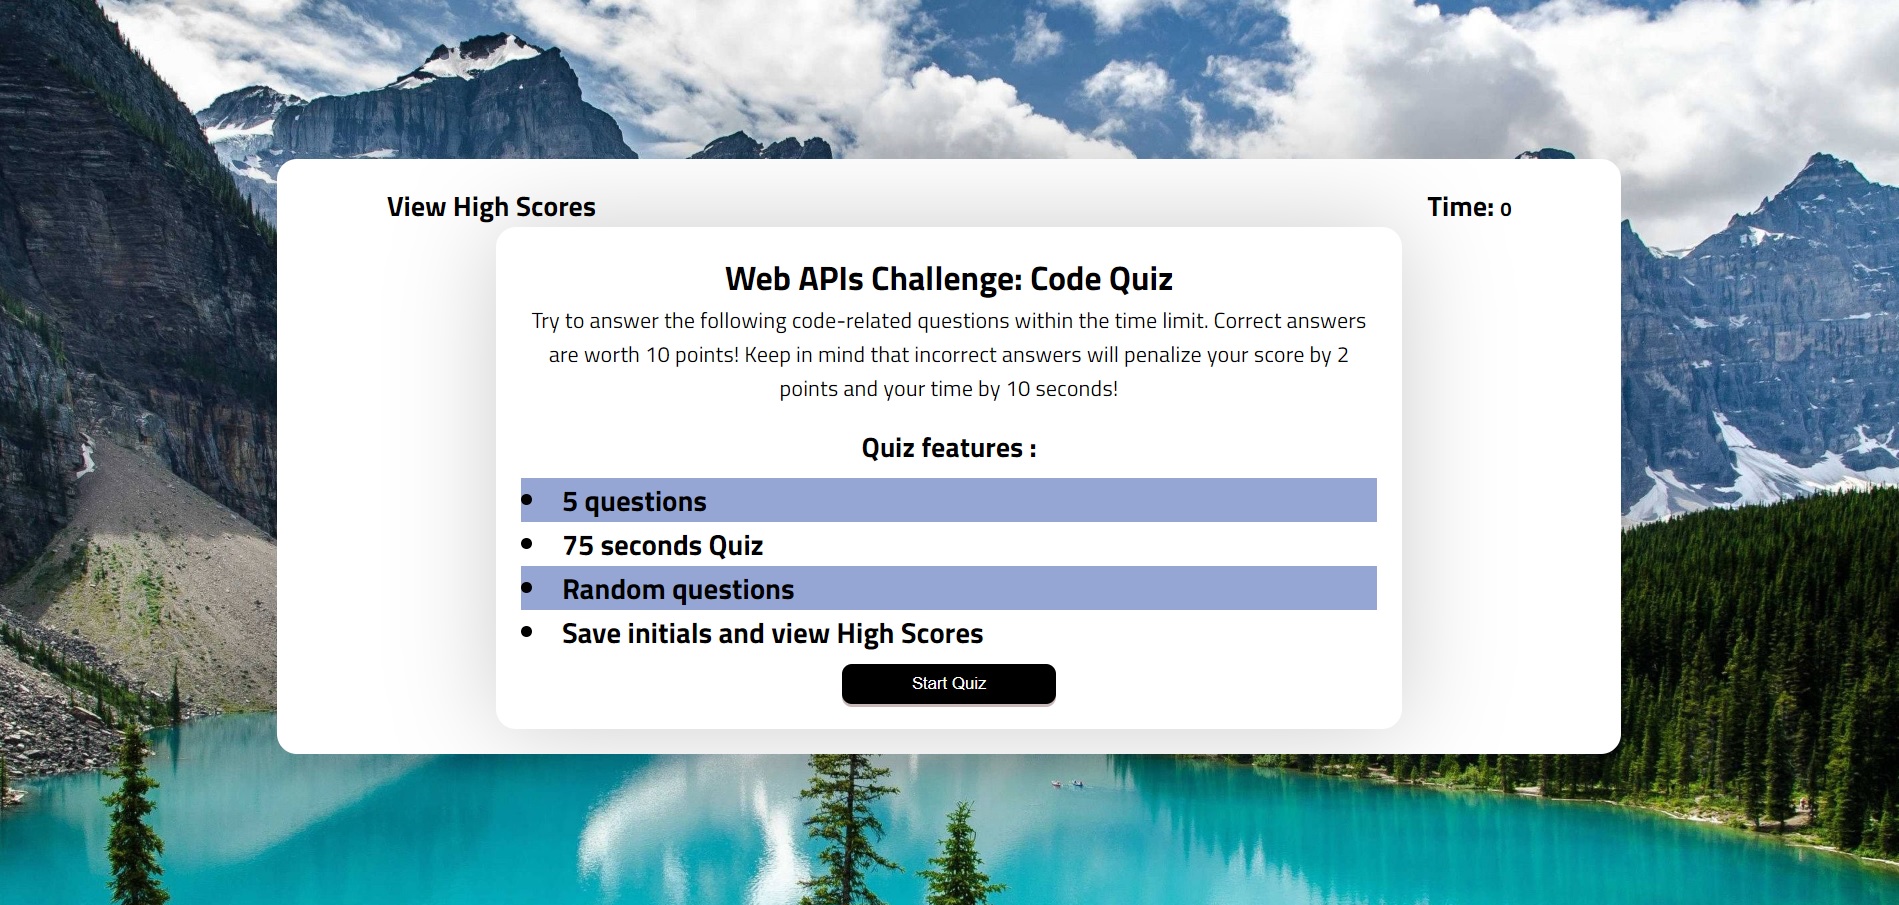 View High Scores
Time: 0
Web APIs Challenge: Code Quiz
Try to answer the following code-related questions within the time limit. Correct answers
are worth 10 points! Keep in mind that incorrect answers will penalize your score by 2
points and your time by 10 seconds!
Quiz features :
• 5 questions
• 75 seconds Quiz
• Random questions
• Save initials and view High Scores
Start Quiz